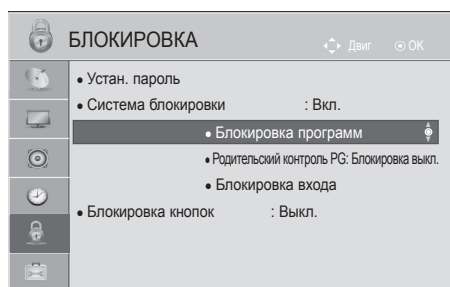 БЛОКИРОВКА
Двиг ОК
• Устан. пароль
• Система блокировки : Вкл.
• Блокировка программ
• Родительский контроль PG: Блокировка выкл.
• Блокировка входа
• Блокировка кнопок : Выкл.